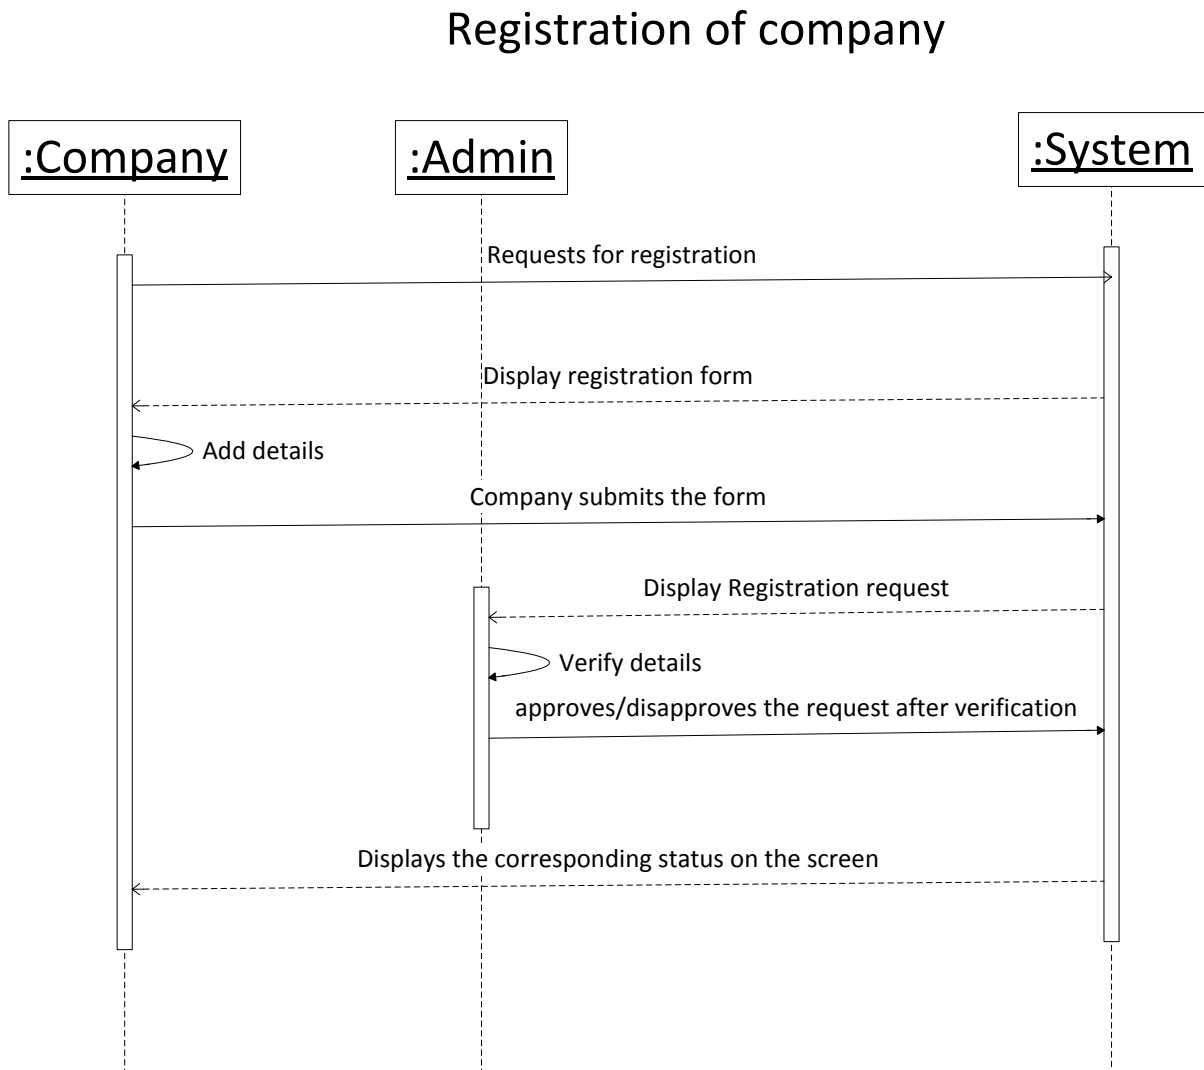 Registration of company
:Company
:Admin
:System
Requests for registration
Display registration form
Add details
Company submits the form
Display Registration request
Verify details
approves/disapproves the request after verification
Displays the corresponding status on the screen